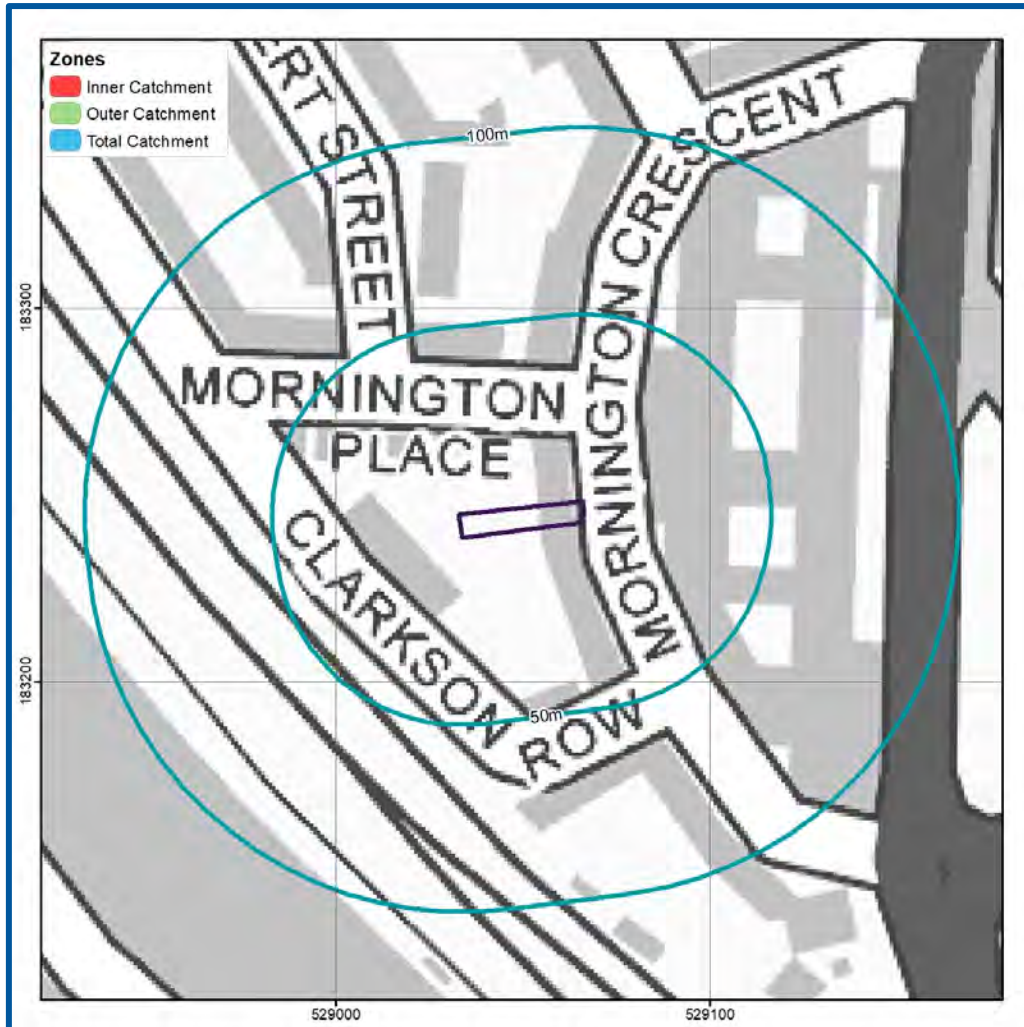 Zones
Inner Catchment
Outer Catchment
Total Catchment
ERT STREET
100m
MORNINGTON CRESCENT
183300
MORNINGTON
PLACE
MORNINGTON
CLARKSON ROW
183200
50m
529000
529100